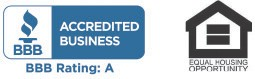 BBB
ACCREDITED
BUSINESS
BBB Rating: A
EQUAL HOUSING
OPPORTUNITY